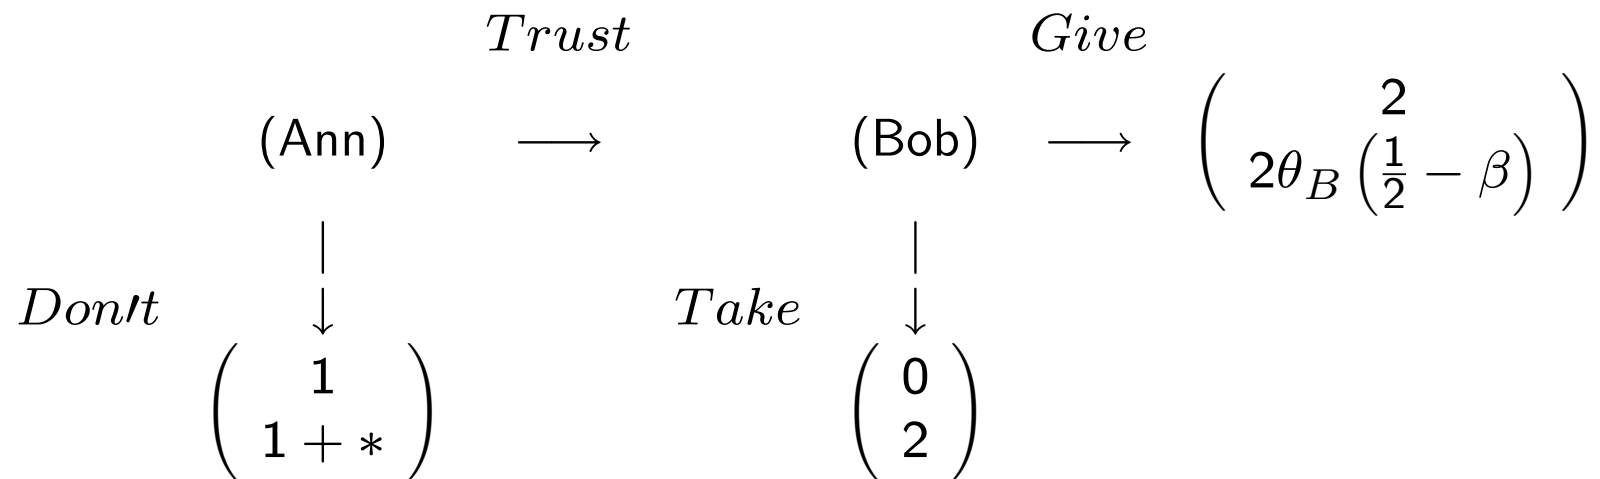 Trust Give
(Ann) ⟶ (Bob) ⟶ ( 2
2θ_B (1/2 − β) )
Don′t ↓ Take ↓
( 1
1 + * ) ( 0
2 )